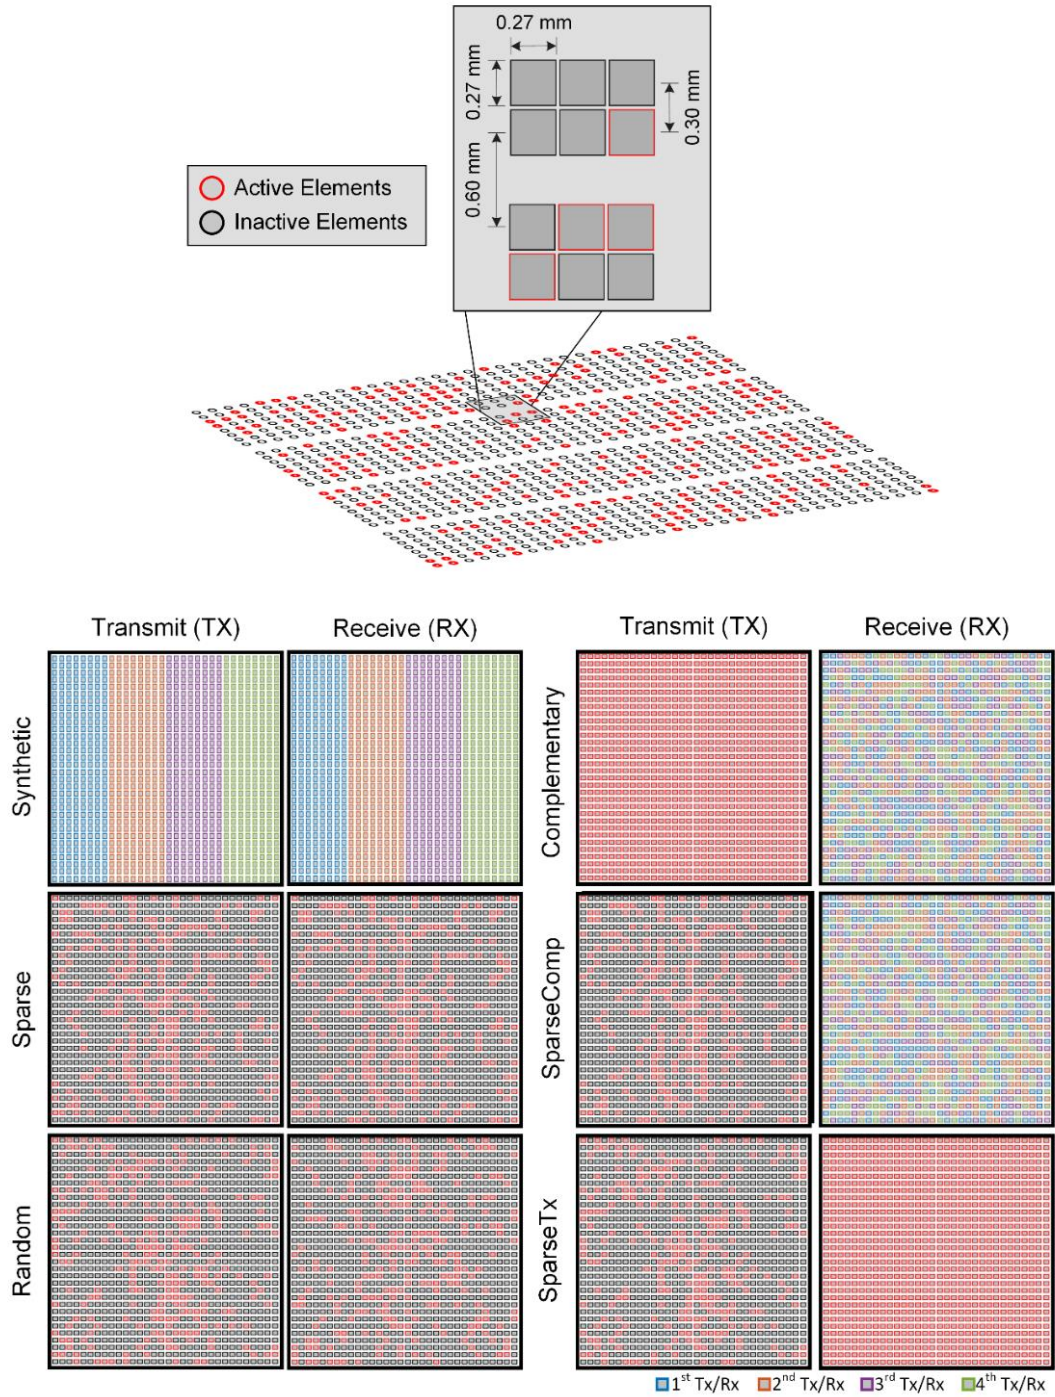 0.27 mm
0.27 mm
0.30 mm
0.60 mm
Active Elements
Inactive Elements
Transmit (TX)
Receive (RX)
Transmit (TX)
Receive (RX)
Synthetic
Complementary
Sparse
SparseComp
Random
SparseTx
1st Tx/Rx 2nd Tx/Rx 3rd Tx/Rx 4th Tx/Rx